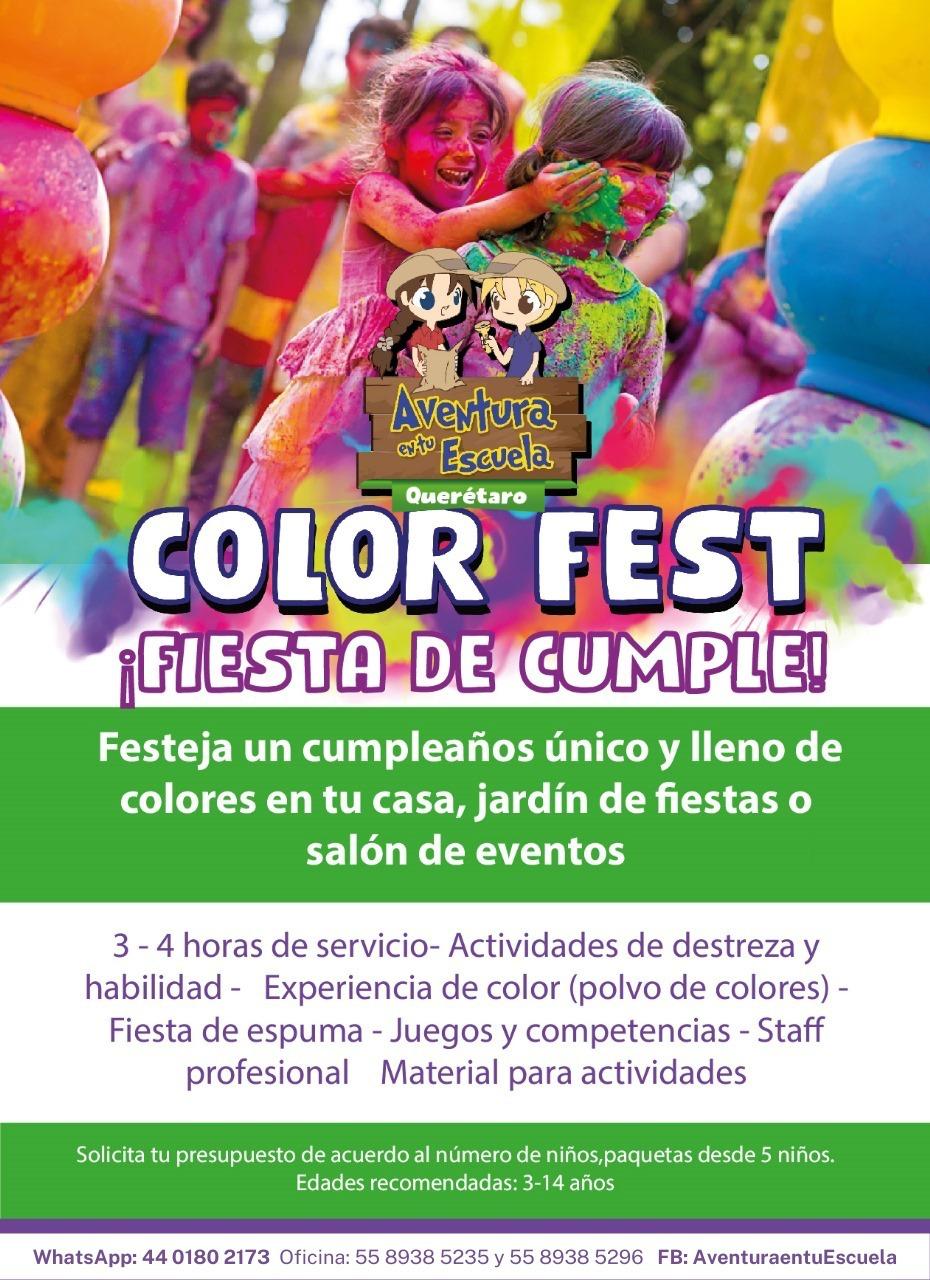 Aventura
en tu
Escuela
Querétaro
COLOR FEST
¡FIESTA DE CUMPLE!
Festeja un cumpleaños único y lleno de
colores en tu casa, jardín de fiestas o
salón de eventos
3 - 4 horas de servicio- Actividades de destreza y
habilidad - Experiencia de color (polvo de colores) -
Fiesta de espuma - Juegos y competencias - Staff
profesional Material para actividades
Solicita tu presupuesto de acuerdo al número de niños,paquetas desde 5 niños.
Edades recomendadas: 3-14 años
WhatsApp: 44 0180 2173 Oficina: 55 8938 5235 y 55 8938 5296 FB: AventuraentuEscuela